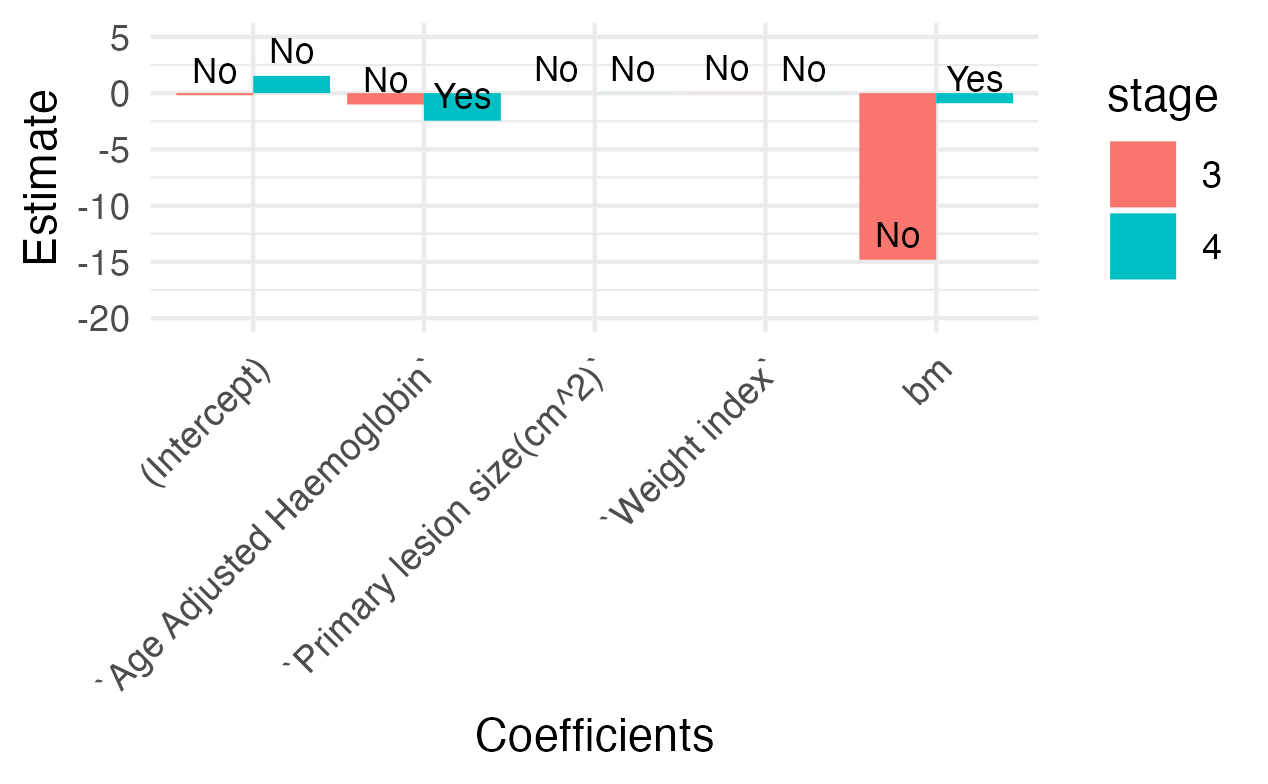 5
0
-5
-10
-15
-20
Estimate
No
No
No
Yes
No
No
No
No
No
Yes
(Intercept)
`Age Adjusted Haemoglobin`
`Primary lesion size(cm^2)`
`Weight index`
bm
Coefficients
stage
3
4